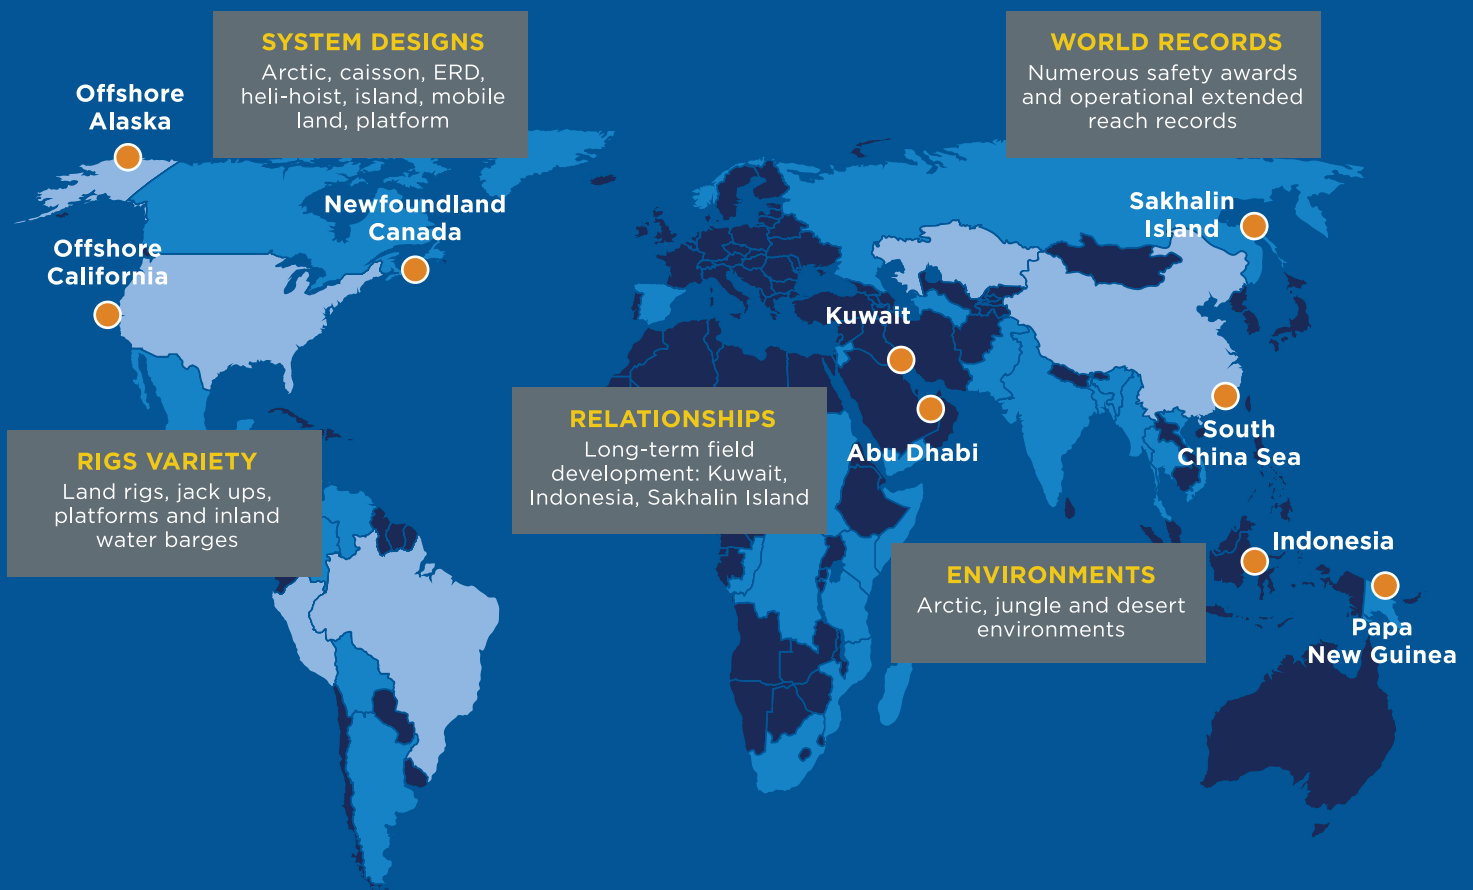 SYSTEM DESIGNS
Arctic, caisson, ERD,
heli-hoist, island, mobile
land, platform
WORLD RECORDS
Numerous safety awards
and operational extended
reach records
Offshore
Alaska
Newfoundland
Canada
Sakhalin
Island
Offshore
California
Kuwait
RELATIONSHIPS
Long-term field
development: Kuwait,
Indonesia, Sakhalin Island
Abu Dhabi
South
China Sea
RIGS VARIETY
Land rigs, jack ups,
platforms and inland
water barges
Indonesia
ENVIRONMENTS
Arctic, jungle and desert
environments
Papa
New Guinea